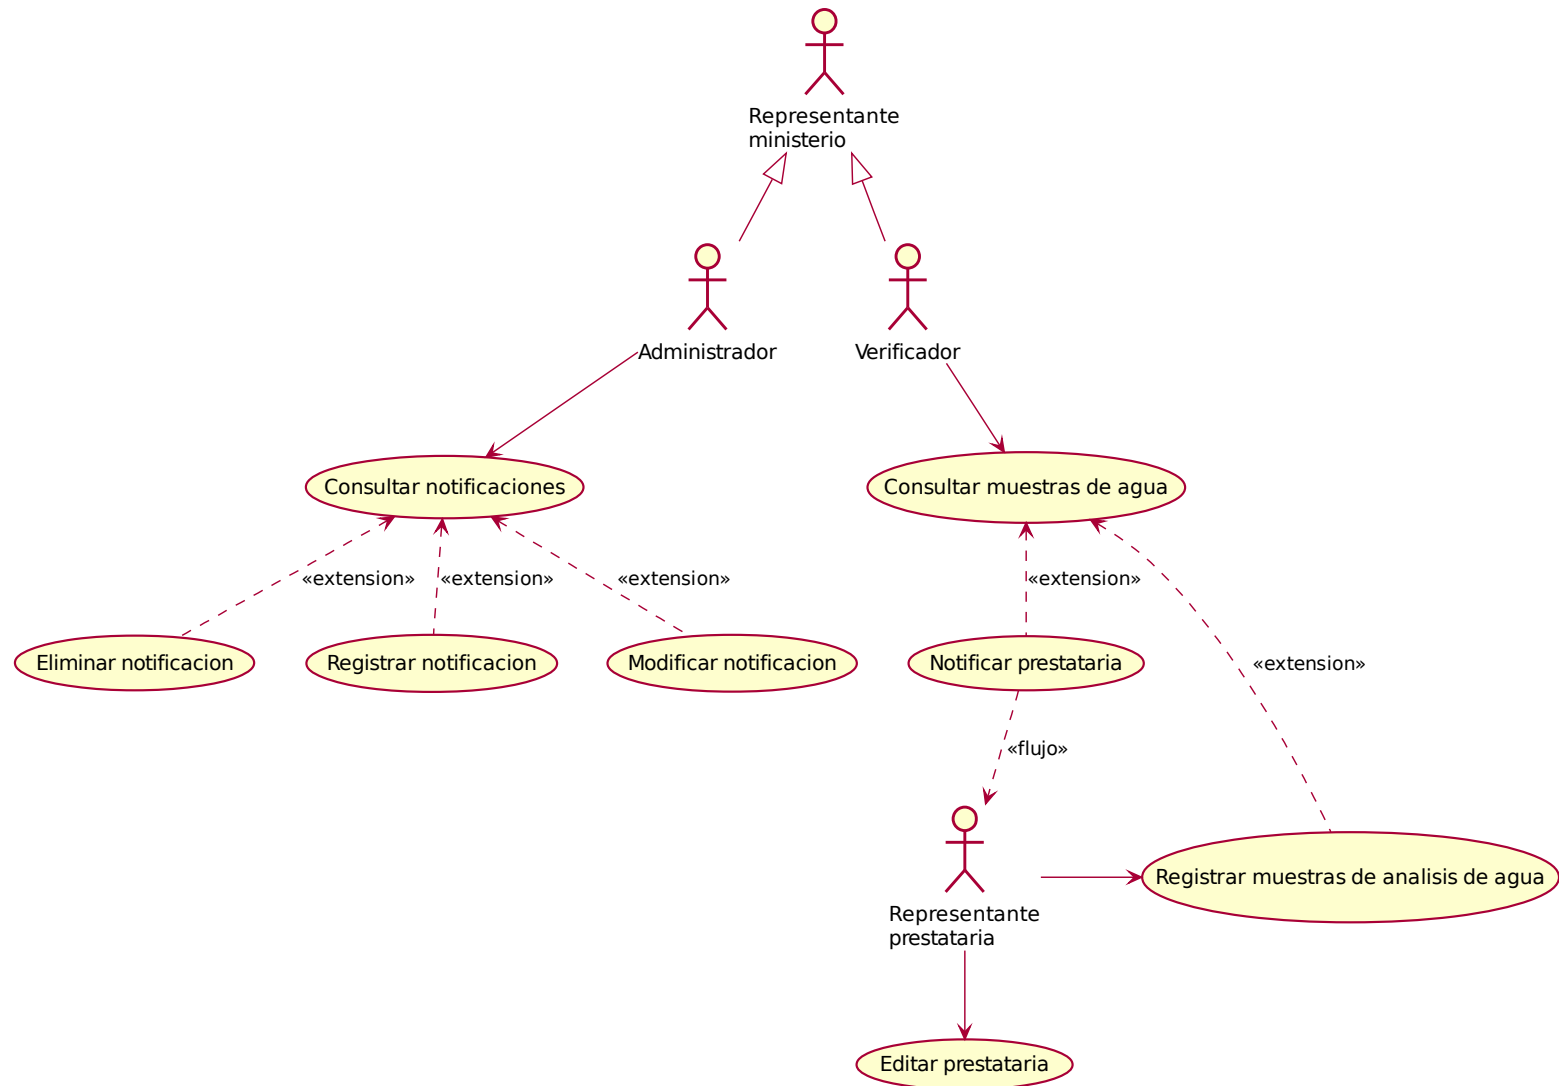 Representante
ministerio
Administrador
Verificador
Consultar notificaciones
Consultar muestras de agua
«extension»
«extension»
«extension»
«extension»
Eliminar notificacion
Registrar notificacion
Modificar notificacion
Notificar prestataria
«extension»
«flujo»
Representante
prestataria
Registrar muestras de analisis de agua
Editar prestataria